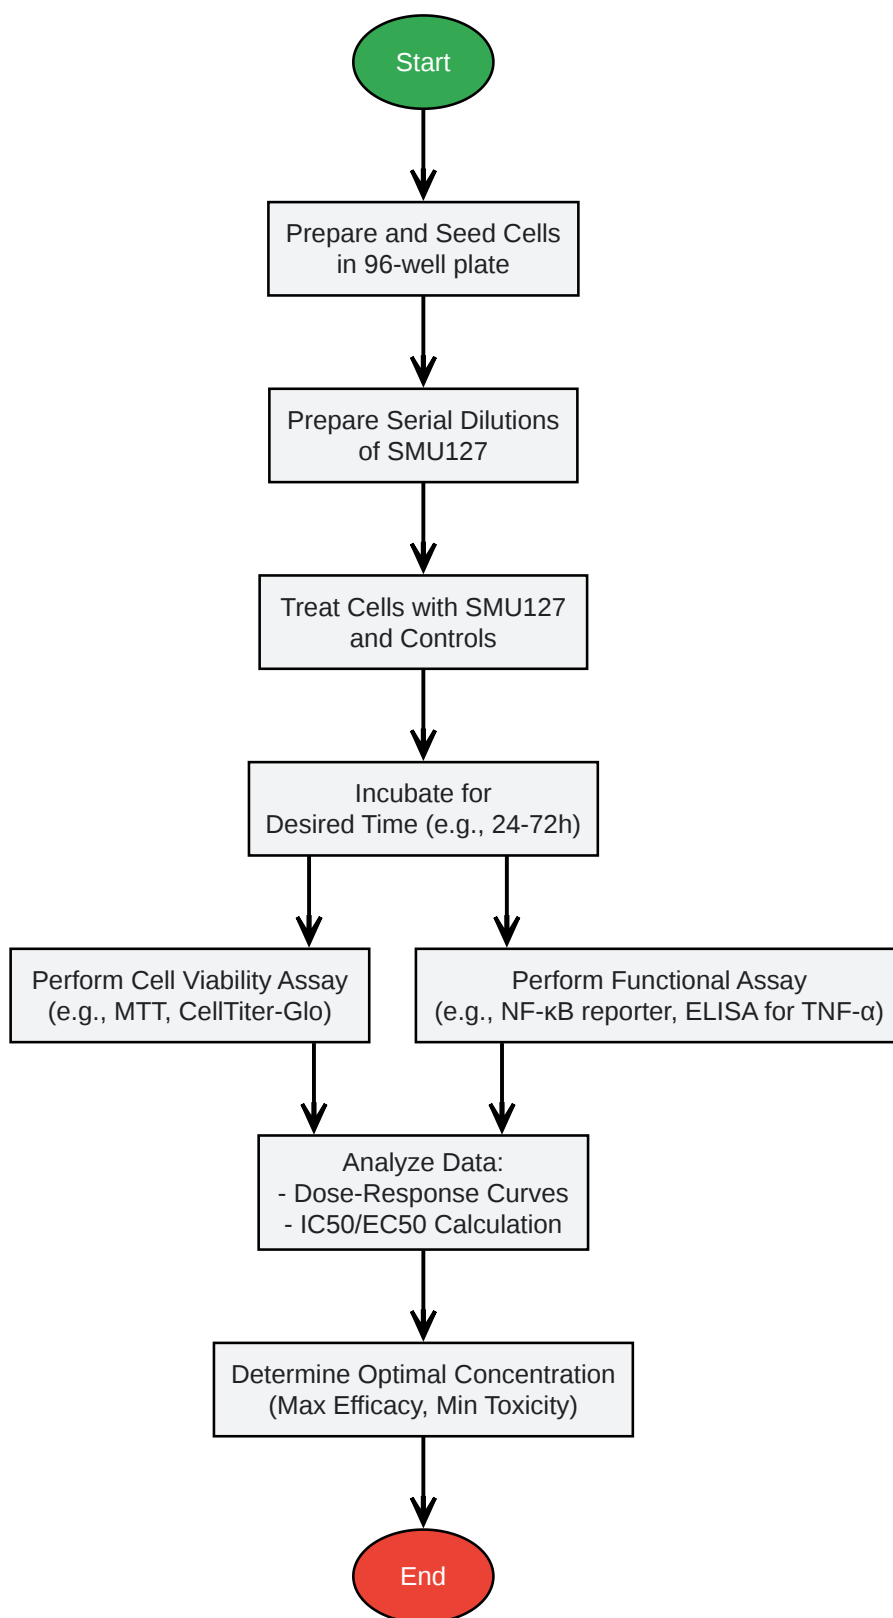 Start
Prepare and Seed Cells
in 96-well plate
Prepare Serial Dilutions
of SMU127
Treat Cells with SMU127
and Controls
Incubate for
Desired Time (e.g., 24-72h)
Perform Cell Viability Assay
(e.g., MTT, CellTiter-Glo)
Perform Functional Assay
(e.g., NF-κB reporter, ELISA for TNF-α)
Analyze Data:
- Dose-Response Curves
- IC50/EC50 Calculation
Determine Optimal Concentration
(Max Efficacy, Min Toxicity)
End